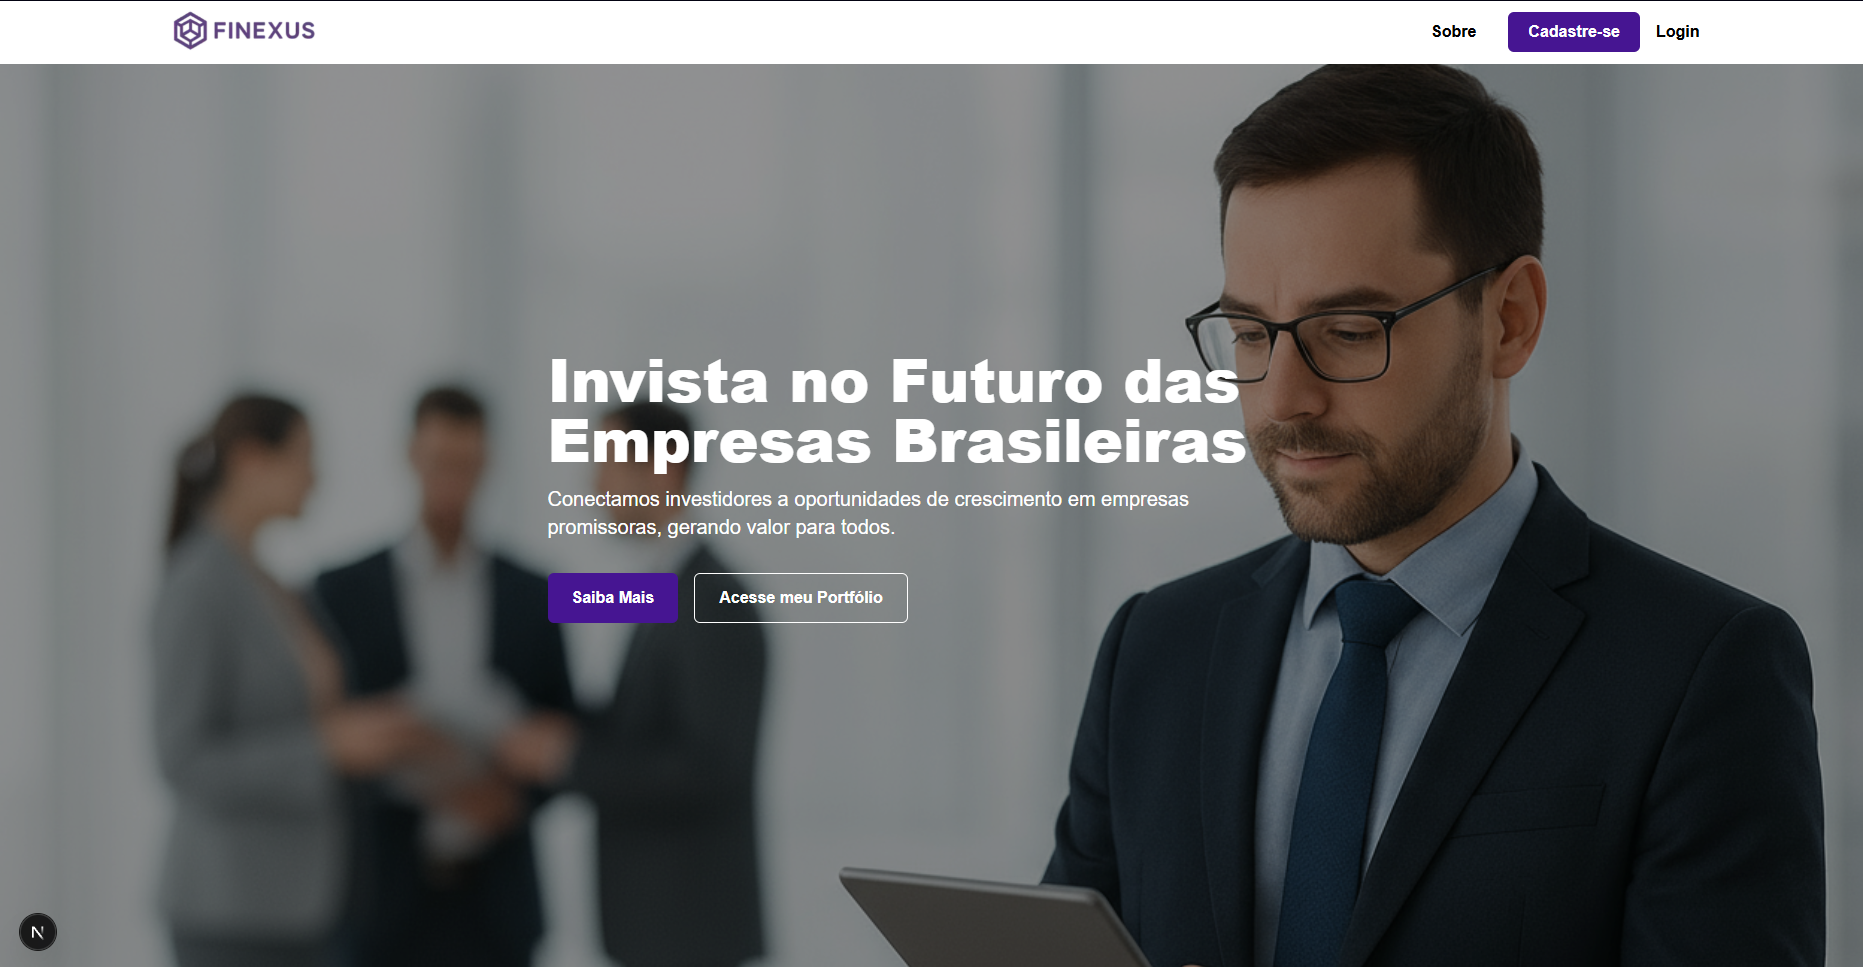 FINEXUS
Sobre
Cadastre-se
Login
Invista no Futuro das
Empresas Brasileiras
Conectamos investidores a oportunidades de crescimento em empresas
promissoras, gerando valor para todos.
Saiba Mais
Acesse meu Portfólio
N